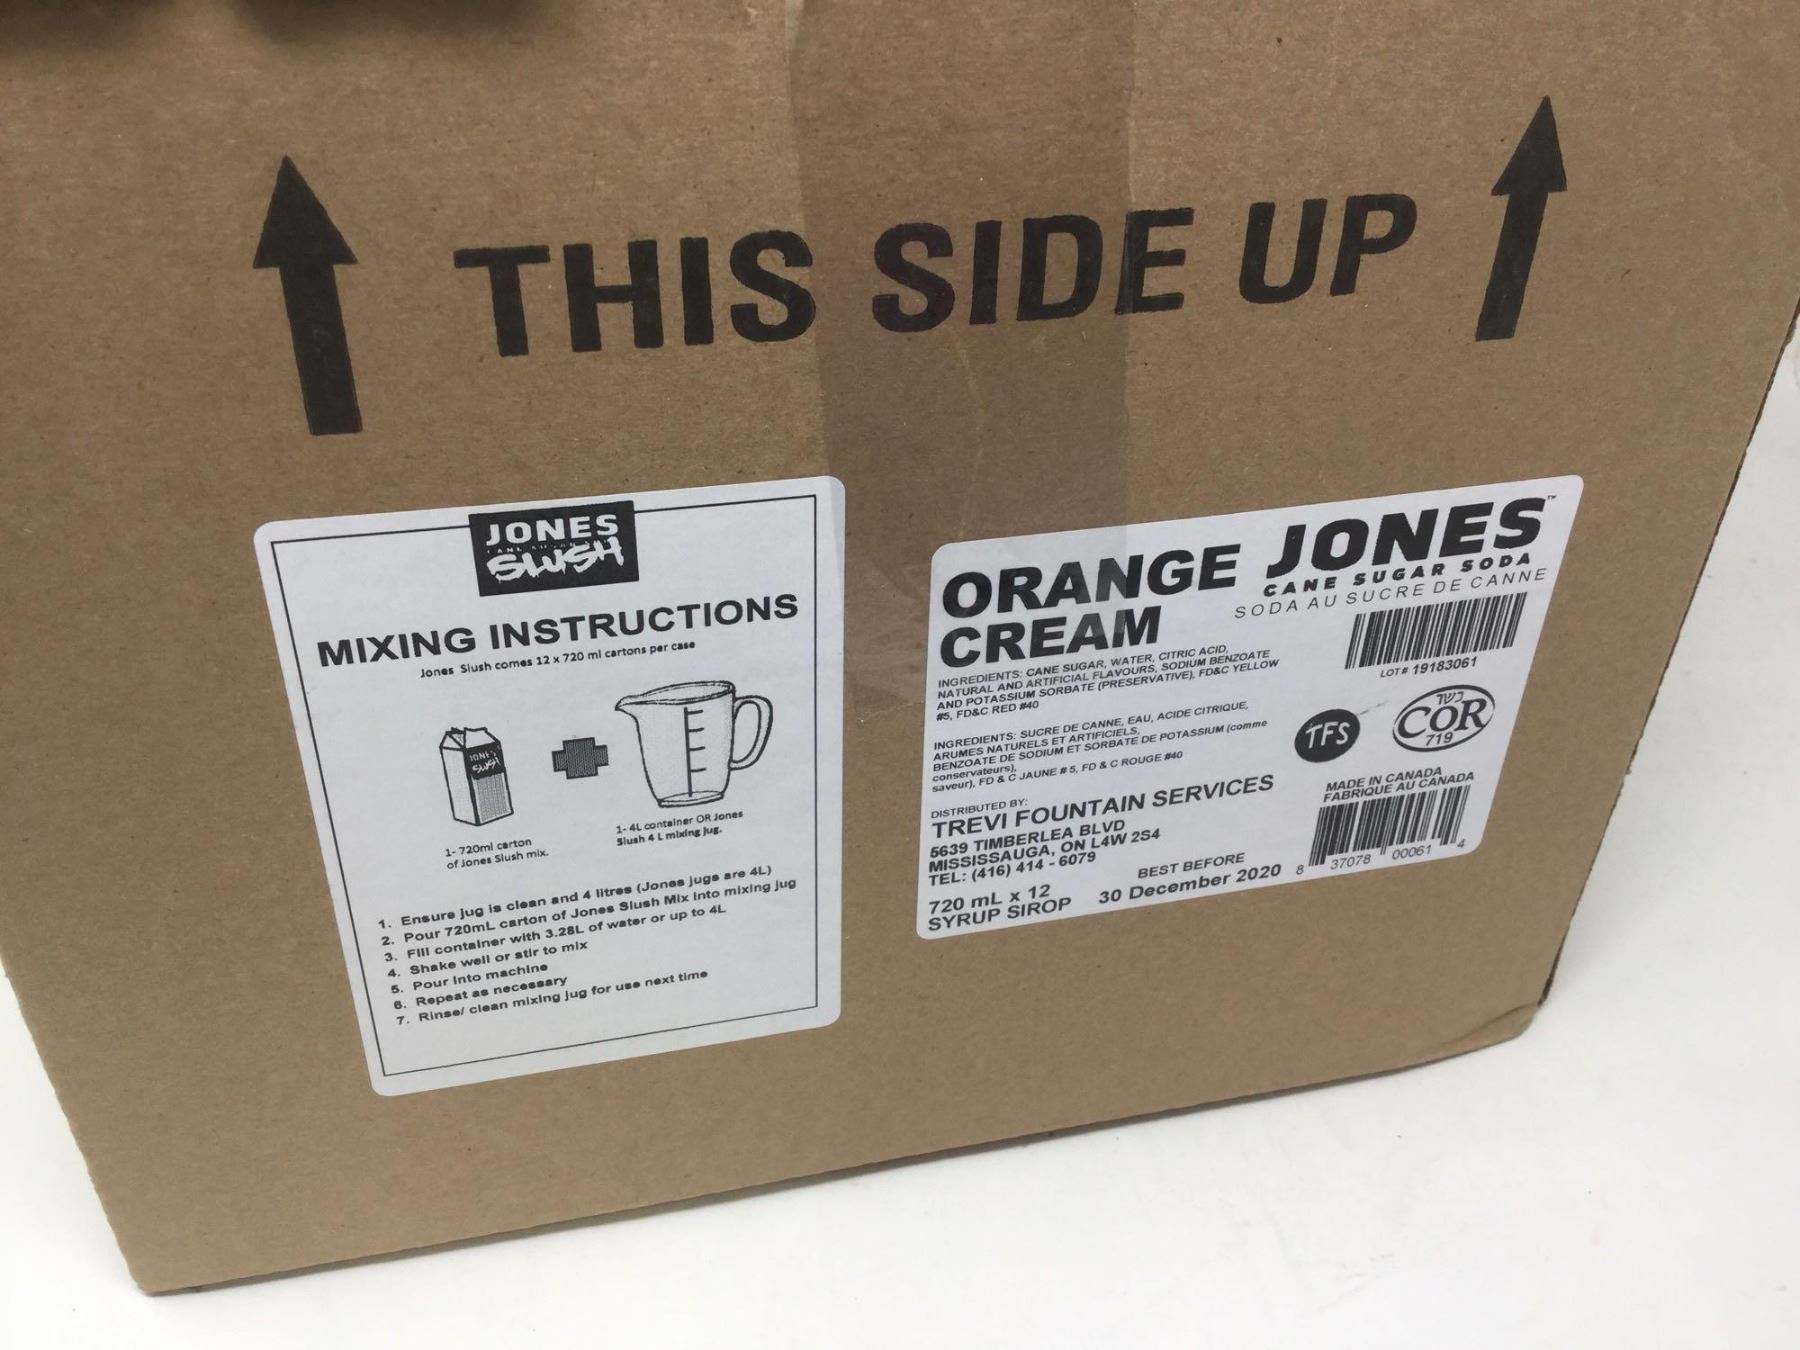 THIS SIDE UP
JONES
SLUSH
MIXING INSTRUCTIONS
Jones Slush comes 12 x 720 ml cartons per case
JONES
SLUSH
1- 720ml carton
of Jones Slush mix.
1- 4L container OR Jones
Slush 4 L mixing jug.
1. Ensure jug is clean and 4 litres (Jones jugs are 4L)
2. Pour 720mL carton of Jones Slush Mix into mixing jug
3. Fill container with 3.28L of water or up to 4L
4. Shake well or stir to mix
5. Pour into machine
6. Repeat as necessary
7. Rinse/ clean mixing jug for use next time
ORANGE
CREAM
JONES™
CANE SUGAR SODA
SODA AU SUCRE DE CANNE
INGREDIENTS: CANE SUGAR, WATER, CITRIC ACID,
NATURAL AND ARTIFICIAL FLAVOURS, SODIUM BENZOATE
AND POTASSIUM SORBATE (PRESERVATIVE), FD&C YELLOW
#5, FD&C RED #40
LOT# 19183061
INGREDIENTS: SUCRE DE CANNE, EAU, ACIDE CITRIQUE,
ARUMES NATURELS ET ARTIFICIELS,
BENZOATE DE SODIUM ET SORBATE DE POTASSIUM (comme
conservateurs),
saveur), FD & C JAUNE # 5, FD & C ROUGE #40
TFS
כשר
COR
719
MADE IN CANADA
FABRIQUE AU CANADA
DISTRIBUTED BY:
TREVI FOUNTAIN SERVICES
5639 TIMBERLEA BLVD
MISSISSAUGA, ON L4W 2S4
TEL: (416) 414 - 6079
720 mL x 12
SYRUP SIROP
BEST BEFORE
30 December 2020
8 37078 00061 4